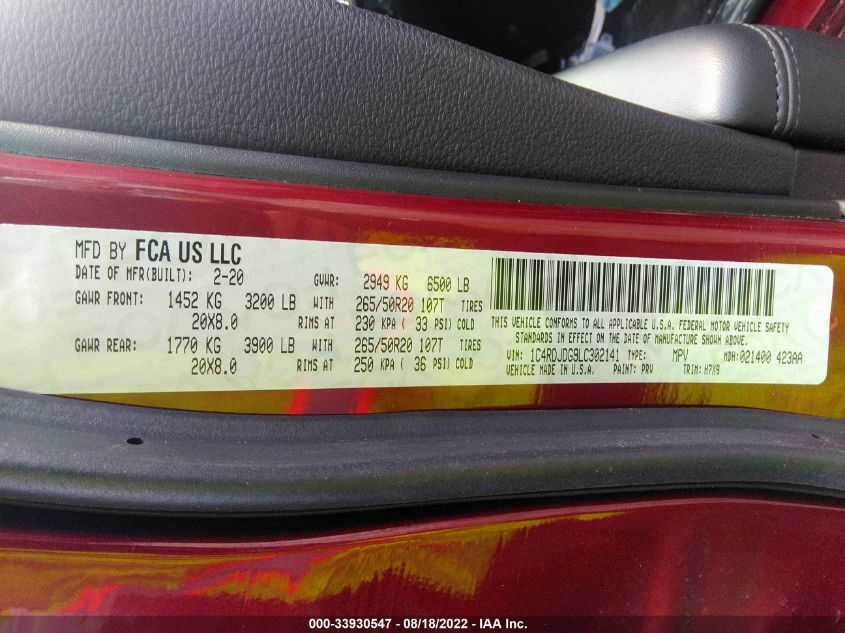 MFD BY FCA US LLC
DATE OF MFR(BUILT): 2-20 GVWR: 2949 KG 6500 LB
GAWR FRONT: 1452 KG 3200 LB WITH 265/50R20 107T TIRES
20X8.0 RIMS AT 230 KPA ( 33 PSI) COLD
GAWR REAR: 1770 KG 3900 LB WITH 265/50R20 107T TIRES
20X8.0 RIMS AT 250 KPA ( 36 PSI) COLD
THIS VEHICLE CONFORMS TO ALL APPLICABLE U.S.A. FEDERAL MOTOR VEHICLE SAFETY
STANDARDS IN EFFECT ON THE DATE OF MANUFACTURE SHOWN ABOVE.
VIN: 1C4RDJDG9LC302141 TYPE: MPV MDH: 021400 423AA
VEHICLE MADE IN U.S.A. PAINT: PRV TRIM: H7X9
000-33930547 - 08/18/2022 - IAA Inc.